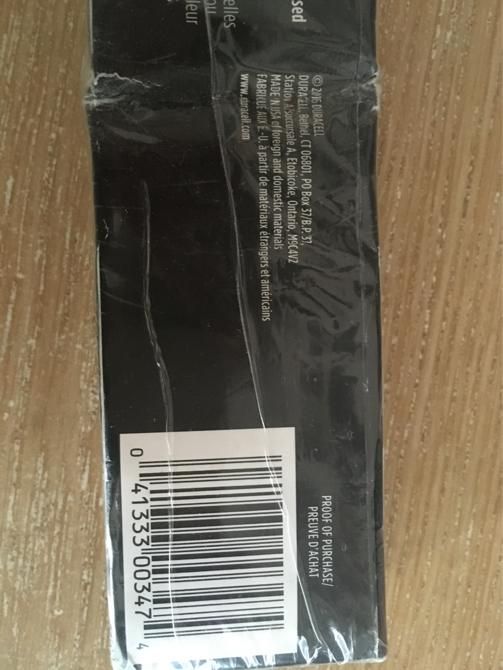 sed
elles
ou
leur
© 2016 DURACELL
DURACELL, Bethel, CT 06801, PO Box 37/B.P. 37,
Station A/Succursale A, Etobicoke, Ontario, M9C4V2
MADE IN USA of foreign and domestic materials
FABRIQUÉ AUX É.-U. à partir de matériaux étrangers et américains
www.duracell.com
PROOF OF PURCHASE/
PREUVE D'ACHAT
0 41333 00347 4